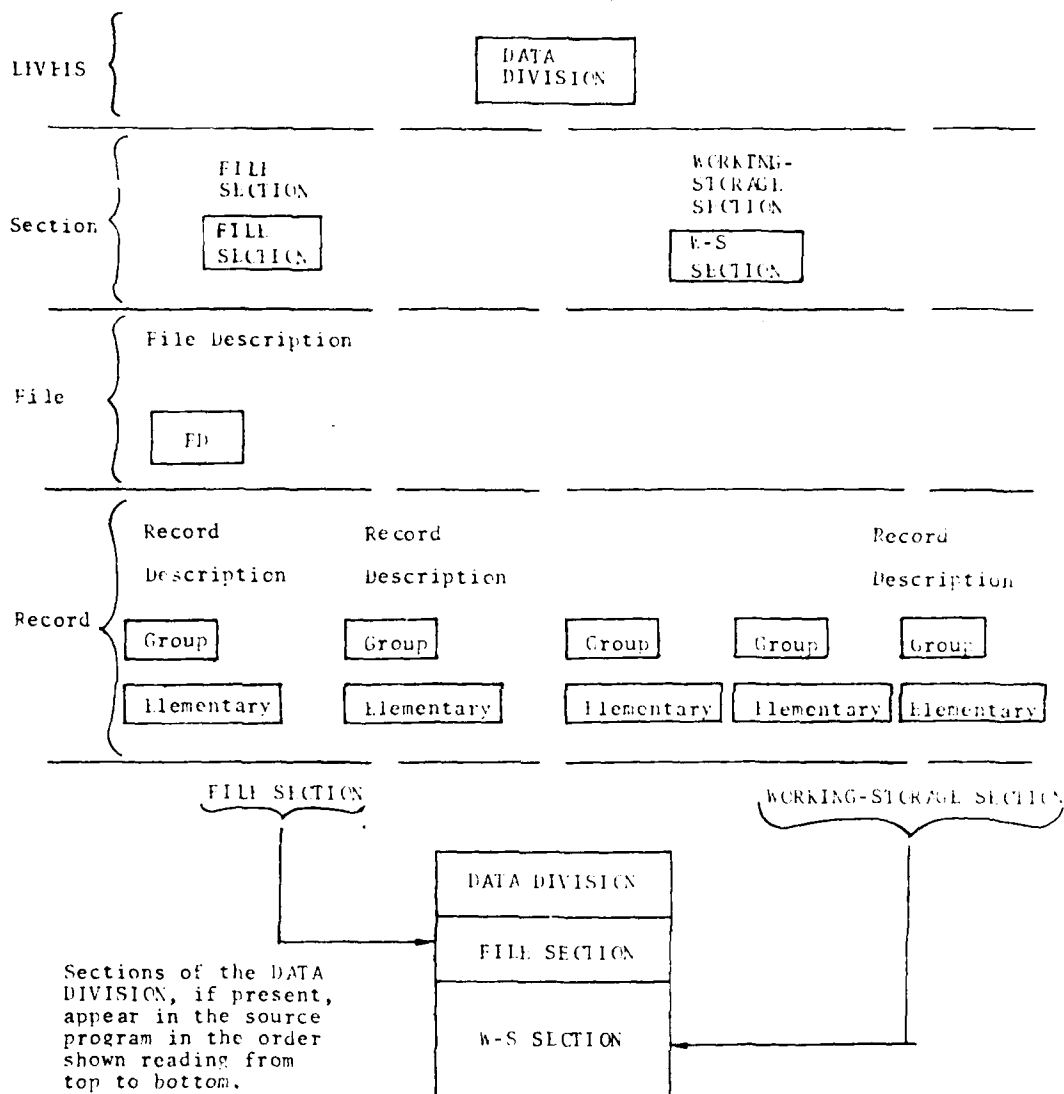 LEVELS
DATA
DIVISION
Section
FILE
SECTION
FILE
SECTION
WORKING-
STORAGE
SECTION
W-S
SECTION
File
File Description
FD
Record
Record
Description
Record
Description
Record
Description
Group
Group
Group
Group
Group
Elementary
Elementary
Elementary
Elementary
Elementary
FILE SECTION
WORKING-STORAGE SECTION
DATA DIVISION
FILE SECTION
W-S SECTION
Sections of the DATA
DIVISION, if present,
appear in the source
program in the order
shown reading from
top to bottom.